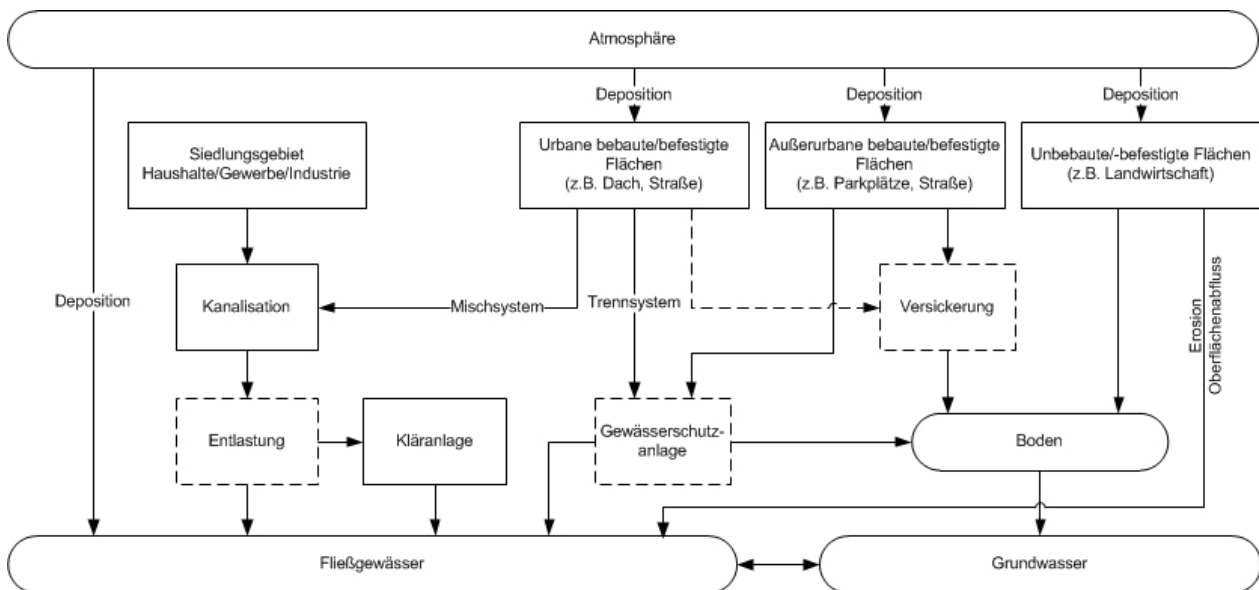 Atmosphäre
Deposition
Deposition
Deposition
Siedlungsgebiet
Haushalte/Gewerbe/Industrie
Urbane bebaute/befestigte
Flächen
(z.B. Dach, Straße)
Außerurbane bebaute/befestigte
Flächen
(z.B. Parkplätze, Straße)
Unbebaute/-befestigte Flächen
(z.B. Landwirtschaft)
Deposition
Kanalisation
Mischsystem
Trennsystem
Versickerung
Erosion
Oberflächenabfluss
Entlastung
Kläranlage
Gewässerschutz-
anlage
Boden
Fließgewässer
Grundwasser